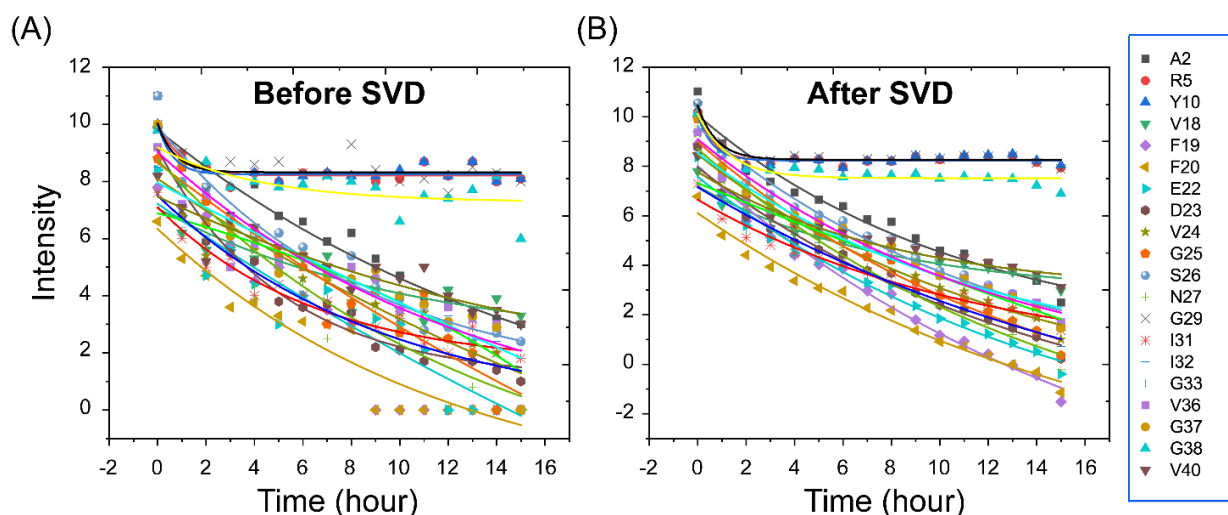 (A)
Before SVD
Intensity
12
10
8
6
4
2
0
-2 0 2 4 6 8 10 12 14 16
Time (hour)
(B)
After SVD
12
10
8
6
4
2
0
-2
-2 0 2 4 6 8 10 12 14 16
Time (hour)
A2
R5
Y10
V18
F19
F20
E22
D23
V24
G25
S26
N27
G29
I31
I32
G33
V36
G37
G38
V40